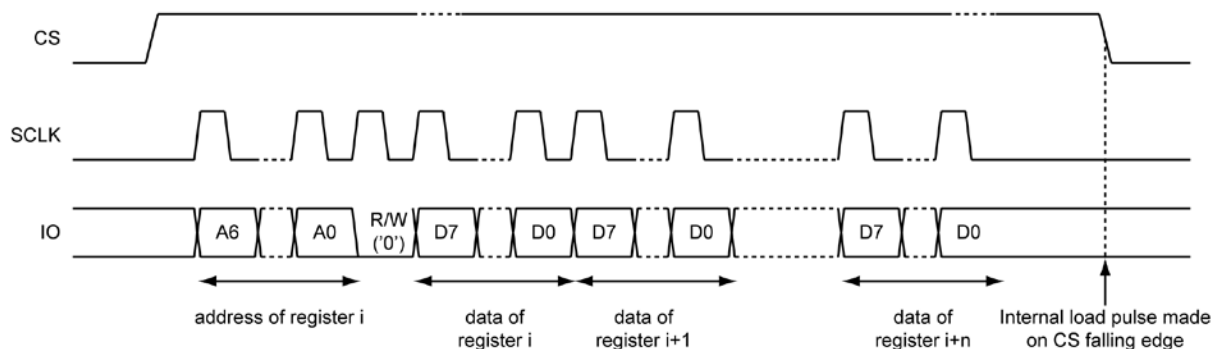 CS
SCLK
IO
A6
A0
R/W
('0')
D7
D0
D7
D0
D7
D0
address of register i
data of
register i
data of
register i+1
data of
register i+n
Internal load pulse made
on CS falling edge